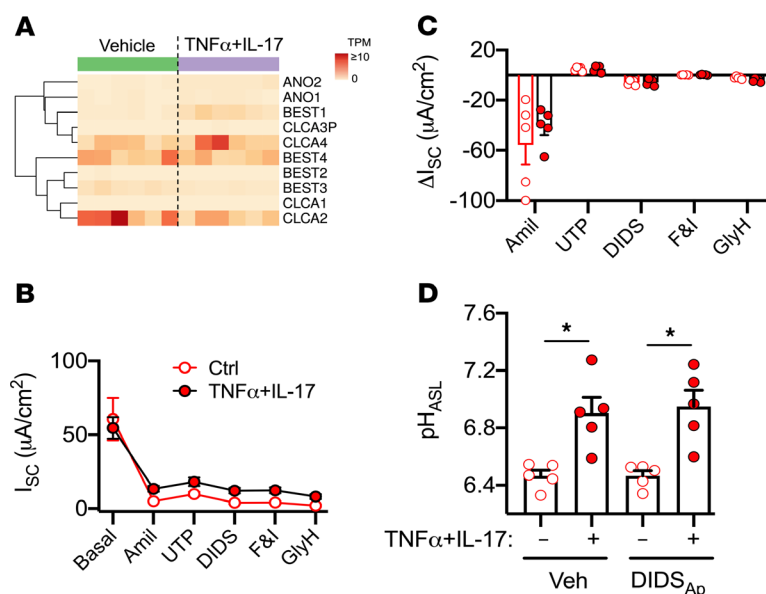 A
Vehicle
TNFα+IL-17
TPM
≥10
0
ANO2
ANO1
BEST1
CLCA3P
CLCA4
BEST4
BEST2
BEST3
CLCA1
CLCA2
B
100
50
0
ISC (μA/cm²)
Ctrl
TNFα+IL-17
Basal
Amil
UTP
DIDS
F&I
GlyH
C
20
-20
-60
-100
ΔISC (μA/cm²)
Amil
UTP
DIDS
F&I
GlyH
D
7.6
7.2
6.8
6.4
pHASL
*
*
TNFα+IL-17: – + – +
Veh
DIDSAp